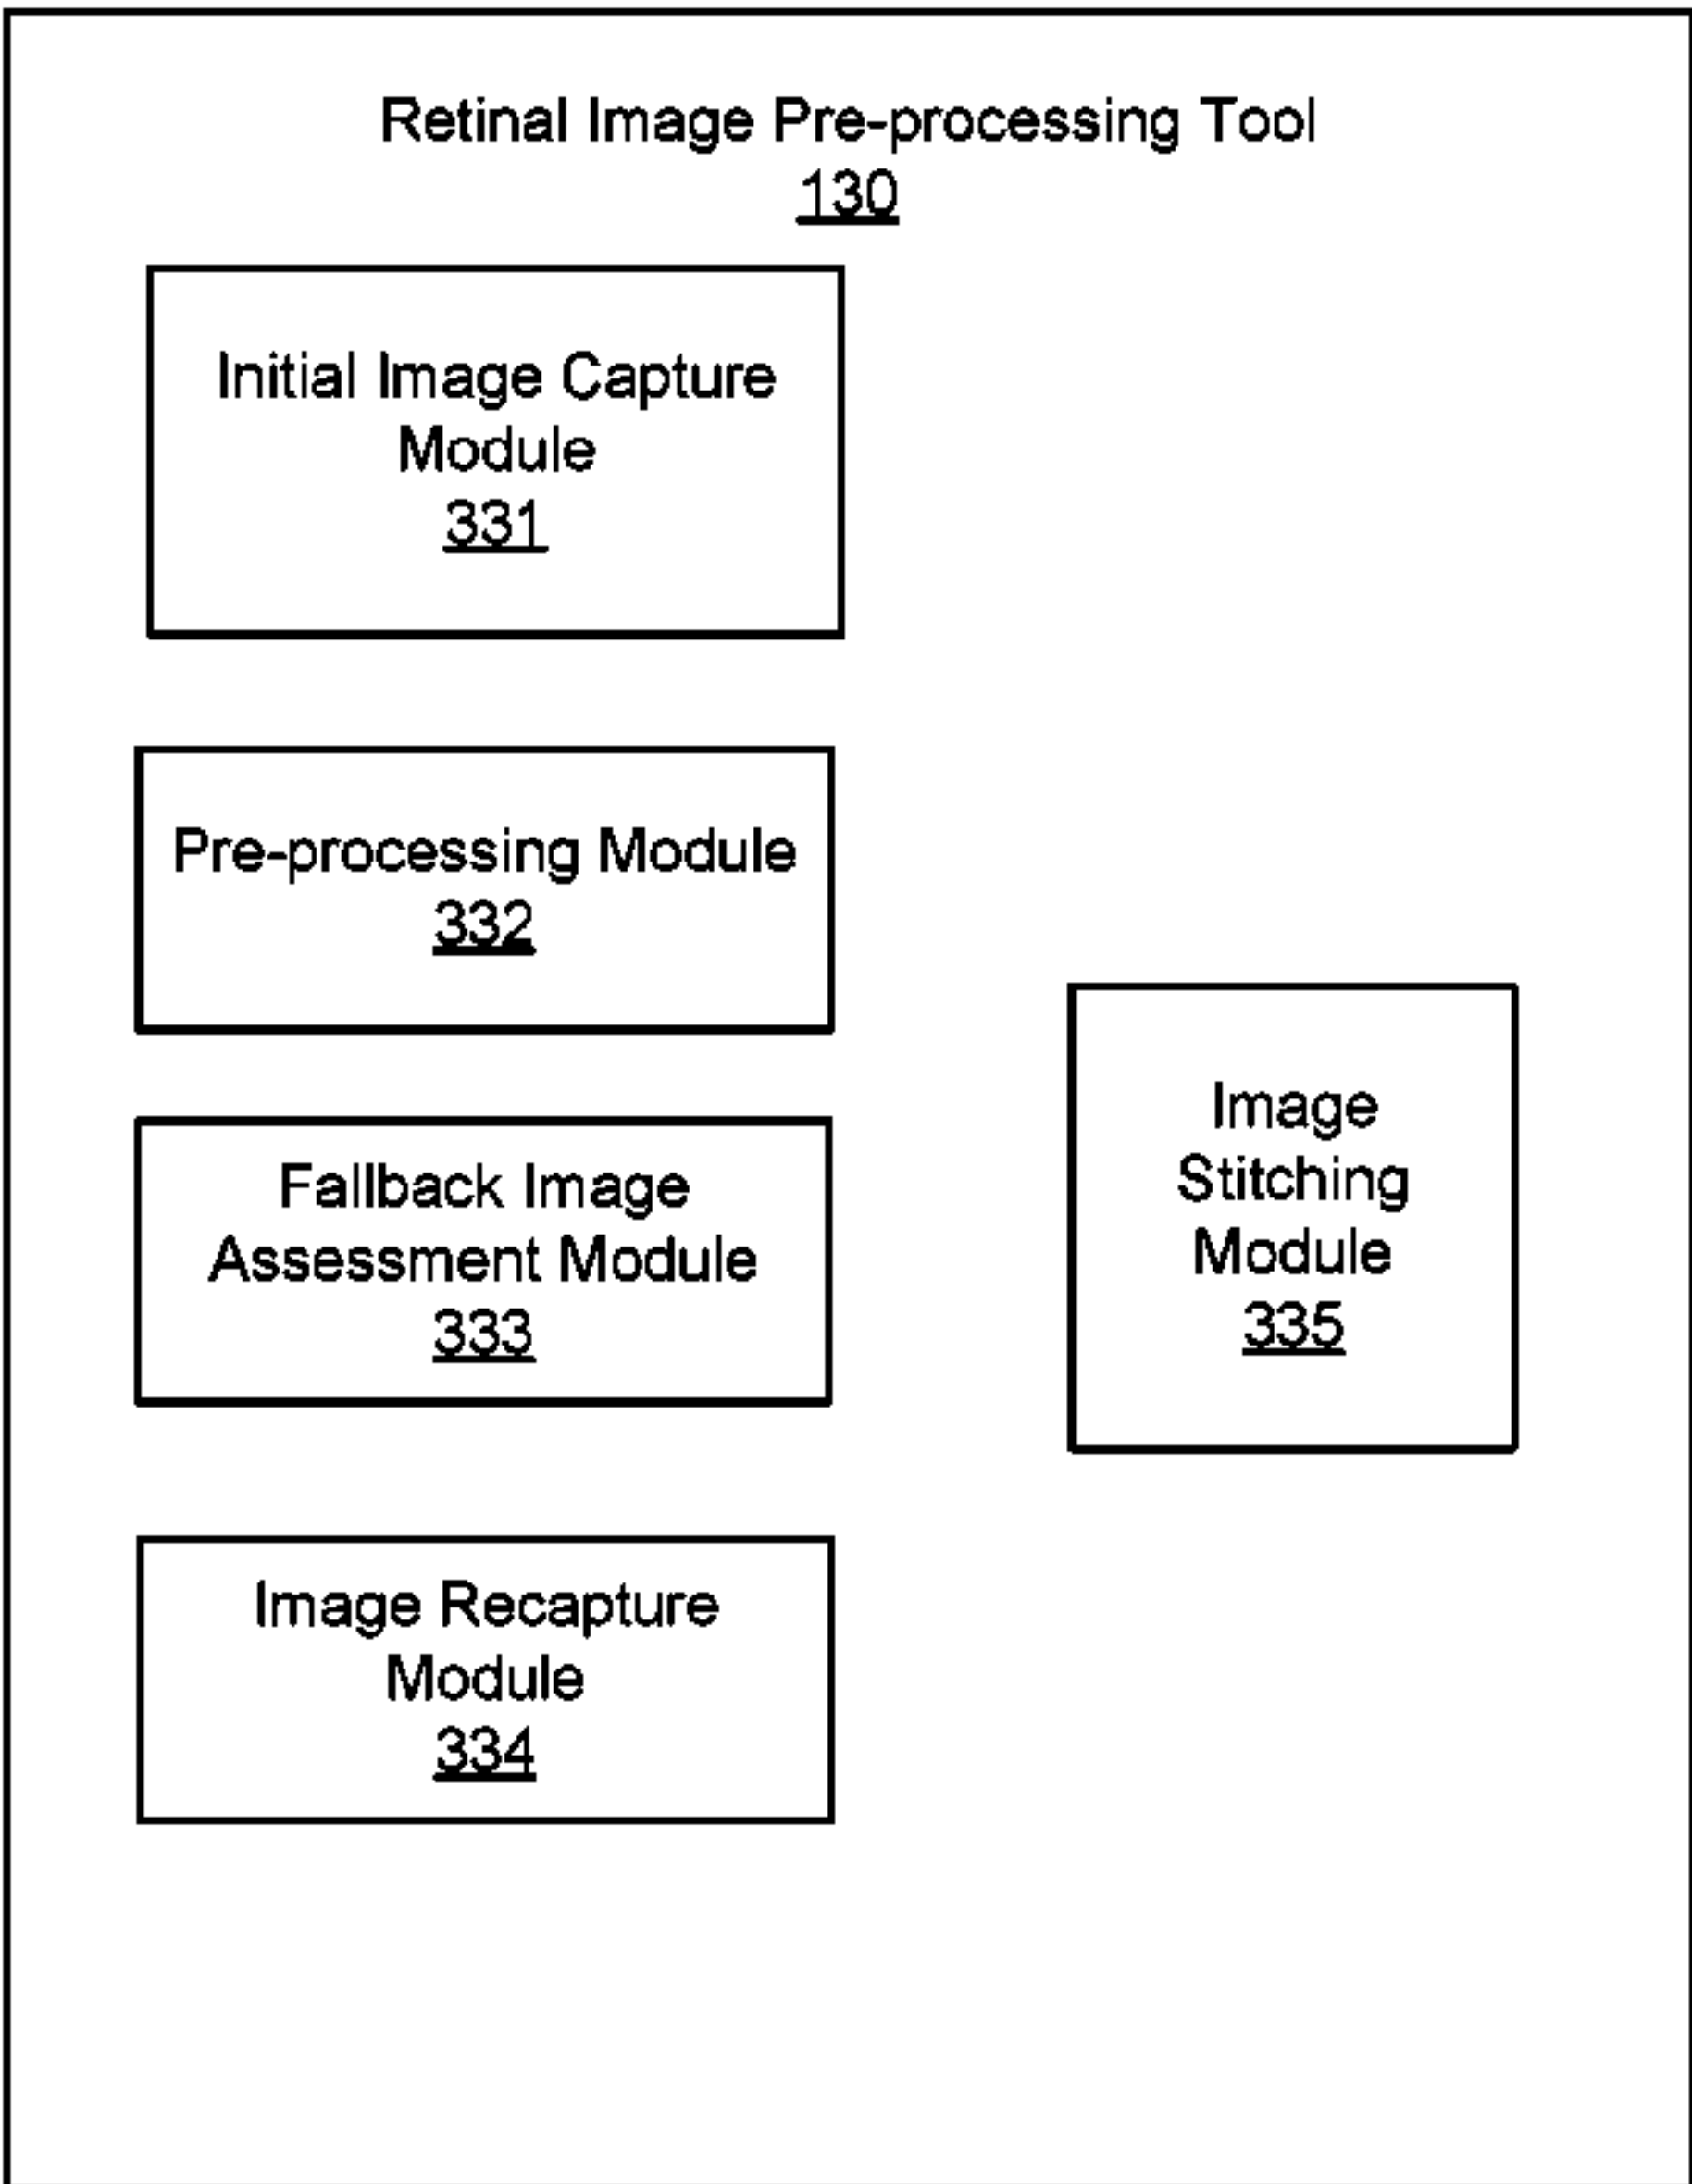 Retinal Image Pre-processing Tool
130
Initial Image Capture
Module
331
Pre-processing Module
332
Fallback Image
Assessment Module
333
Image Recapture
Module
334
Image
Stitching
Module
335